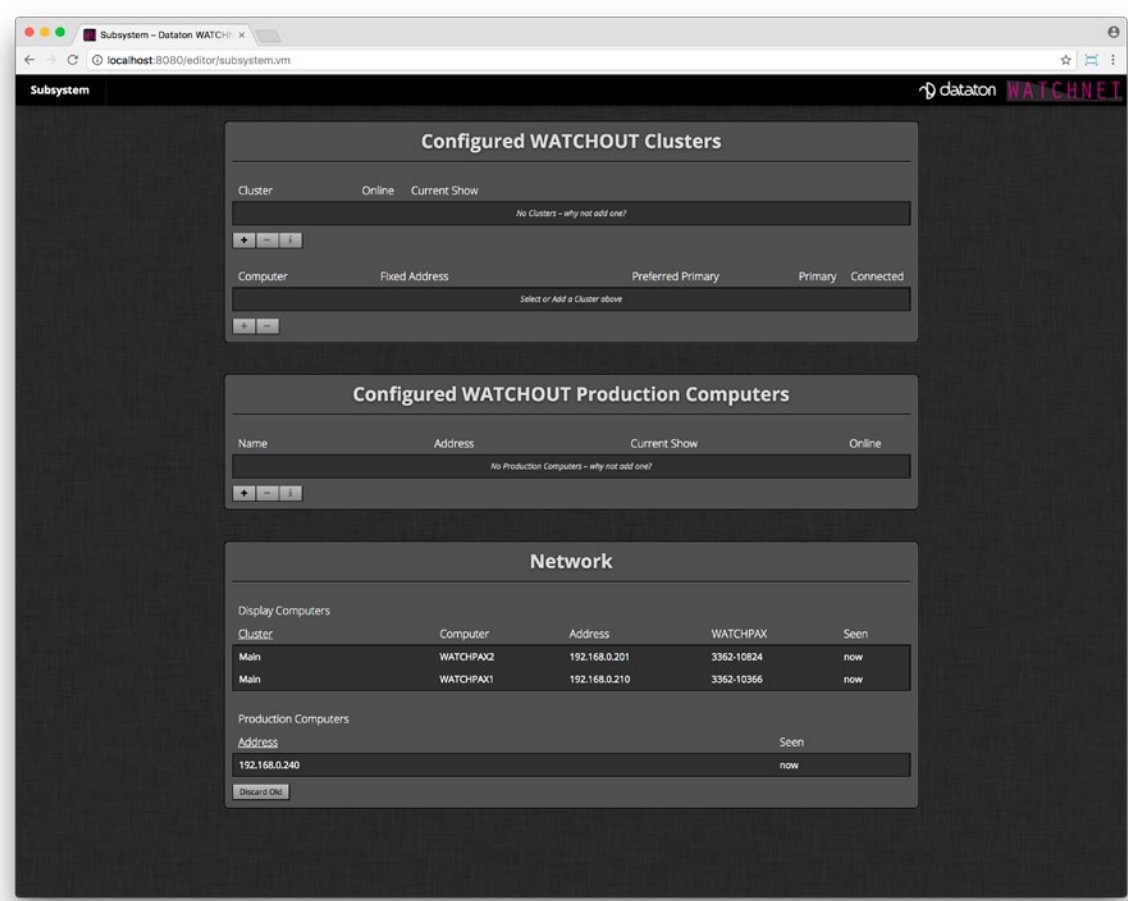 Subsystem – Dataton WATCHN
localhost:8080/editor/subsystem.vm
Subsystem
dataton WATCHNET
Configured WATCHOUT Clusters
Cluster Online Current Show
No Clusters – why not add one?
+ – i
Computer Fixed Address Preferred Primary Primary Connected
Select or Add a Cluster above
+ –
Configured WATCHOUT Production Computers
Name Address Current Show Online
No Production Computers – why not add one?
+ – i
Network
Display Computers
Cluster Computer Address WATCHPAX Seen
Main WATCHPAX2 192.168.0.201 3362-10824 now
Main WATCHPAX1 192.168.0.210 3362-10366 now
Production Computers
Address Seen
192.168.0.240 now
Discard Old